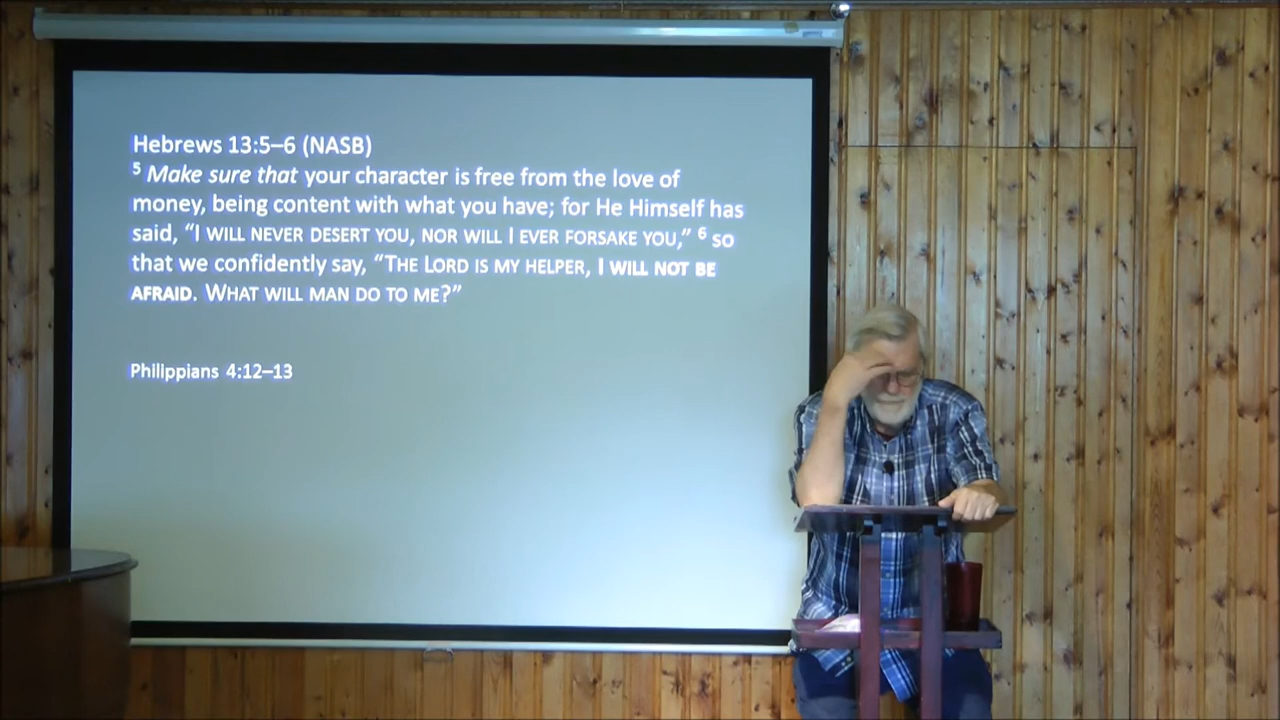 Hebrews 13:5–6 (NASB)
5 Make sure that your character is free from the love of
money, being content with what you have; for He Himself has
said, “I WILL NEVER DESERT YOU, NOR WILL I EVER FORSAKE YOU,” 6 so
that we confidently say, “THE LORD IS MY HELPER, I WILL NOT BE
AFRAID. WHAT WILL MAN DO TO ME?”
Philippians 4:12–13